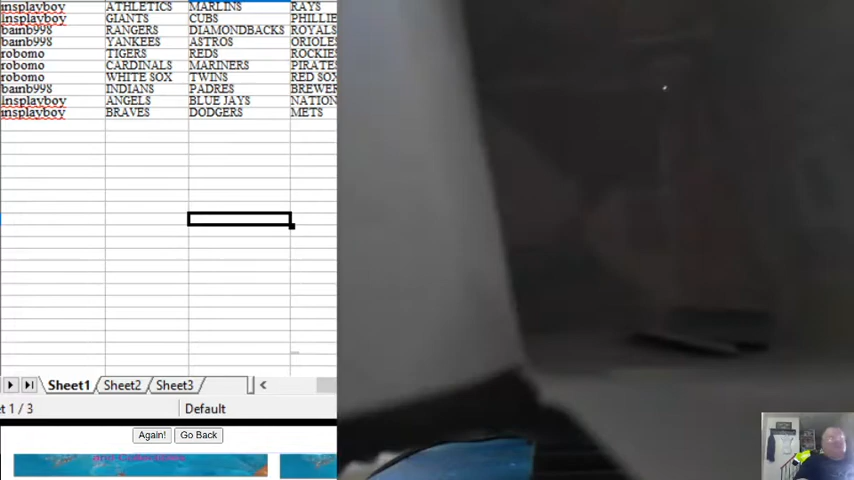 insplayboy ATHLETICS MARLINS RAYS
insplayboy GIANTS CUBS PHILLIE
bainb998 RANGERS DIAMONDBACKS ROYALS
bainb998 YANKEES ASTROS ORIOLE
robomo TIGERS REDS ROCKIES
robomo CARDINALS MARINERS PIRATE
robomo WHITE SOX TWINS RED SOX
bainb998 INDIANS PADRES BREWER
insplayboy ANGELS BLUE JAYS NATION
insplayboy BRAVES DODGERS METS
Sheet1 Sheet2 Sheet3
t 1 / 3 Default
Again! Go Back